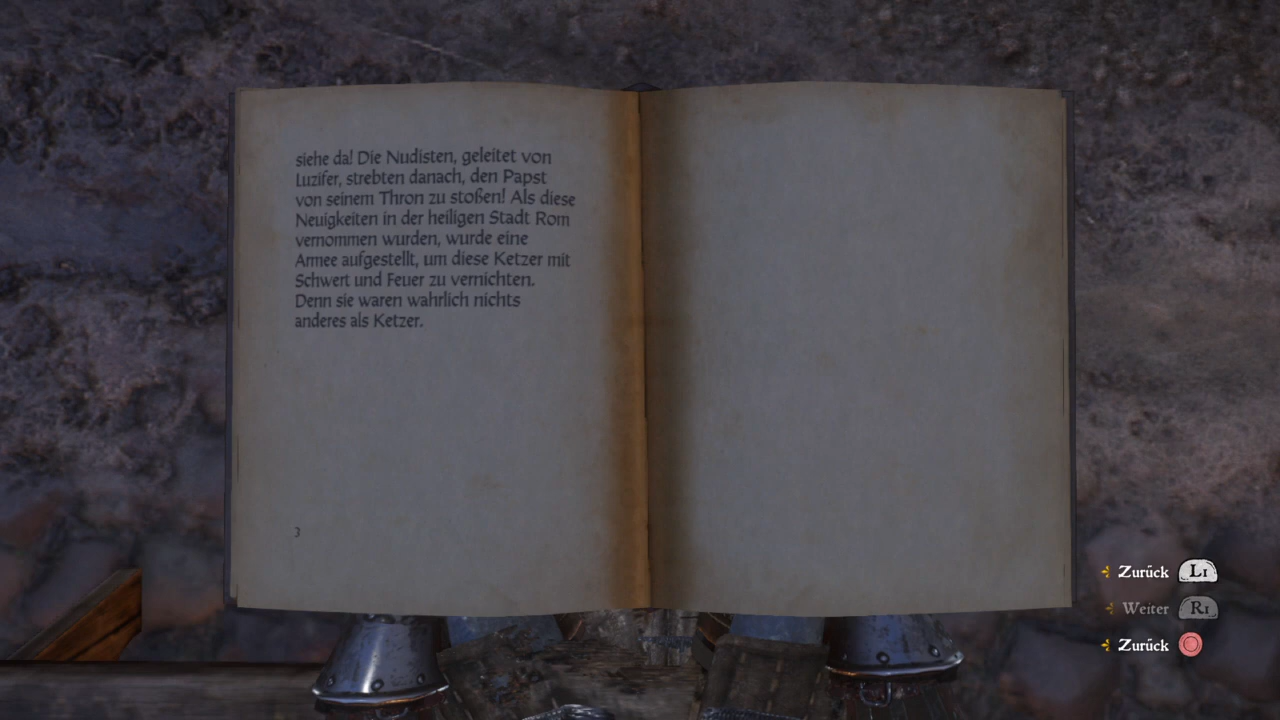 siehe da! Die Nudisten, geleitet von
Luzifer, strebten danach, den Papst
von seinem Thron zu stoßen! Als diese
Neuigkeiten in der heiligen Stadt Rom
vernommen wurden, wurde eine
Armee aufgestellt, um diese Ketzer mit
Schwert und Feuer zu vernichten.
Denn sie waren wahrlich nichts
anderes als Ketzer.
3
Zurück L1
Weiter R1
Zurück